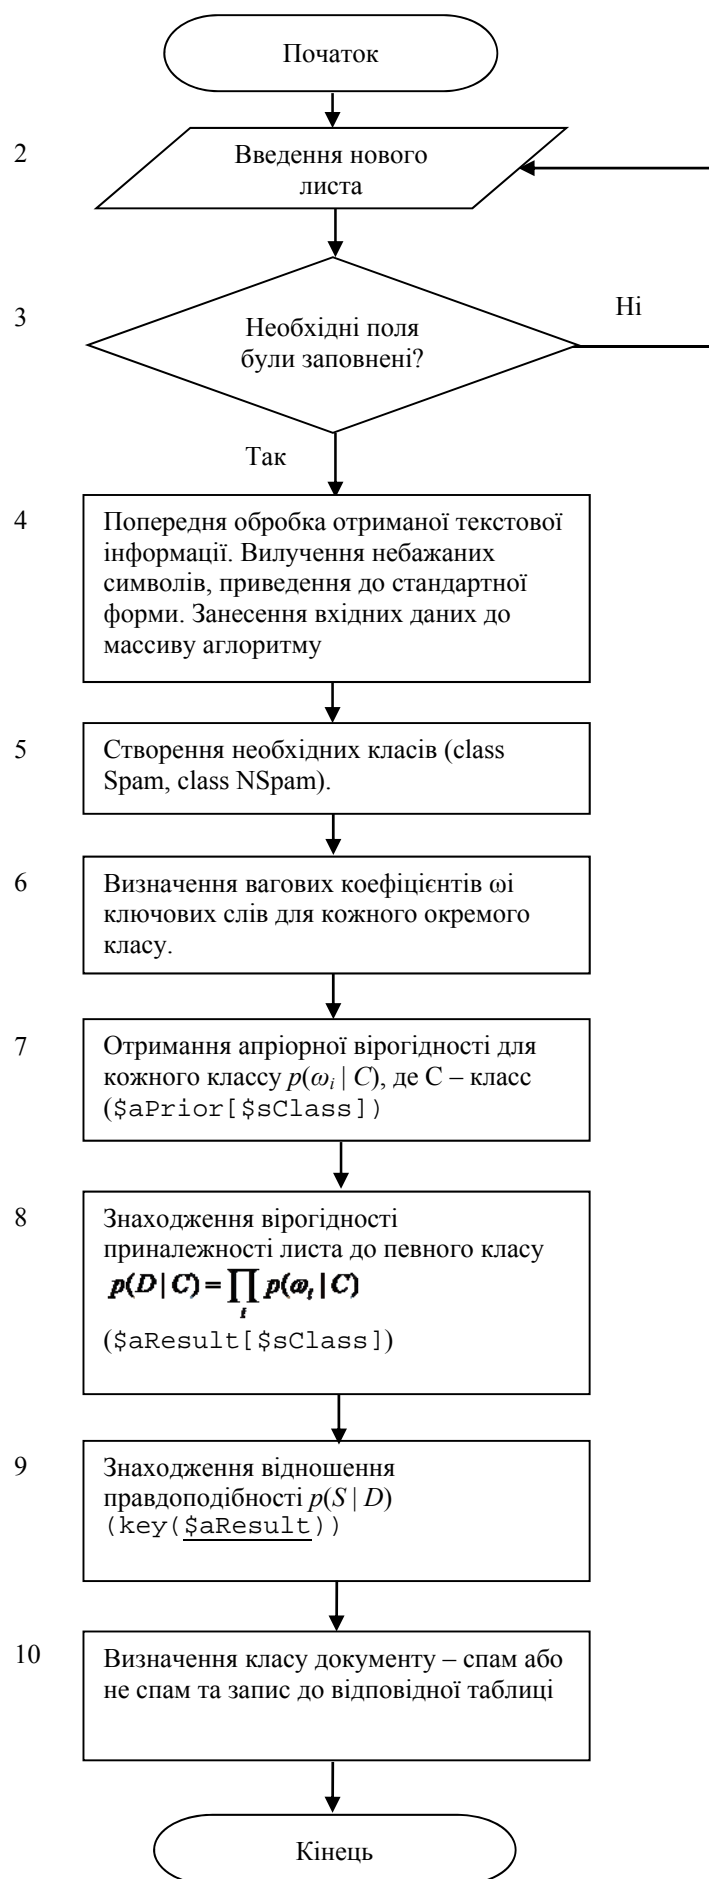 Початок
2
Введення нового
листа
3
Необхідні поля
були заповнені?
Ні
Так
4
Попередня обробка отриманої текстової
інформації. Вилучення небажаних
символів, приведення до стандартної
форми. Занесення вхідних даних до
массиву аглоритму
5
Створення необхідних класів (class
Spam, class NSpam).
6
Визначення вагових коефіцієнтів ωi
ключових слів для кожного окремого
класу.
7
Отримання апріорної вірогідності для
кожного классу p(ωᵢ | C), де C – класс
($aPrior[$sClass])
8
Знаходження вірогідності
приналежності листа до певного класу
p(D | C) = ∏ᵢ p(ωᵢ | C)
($aResult[$sClass])
9
Знаходження відношення
правдоподібності p(S | D)
(key($aResult))
10
Визначення класу документу – спам або
не спам та запис до відповідної таблиці
Кінець